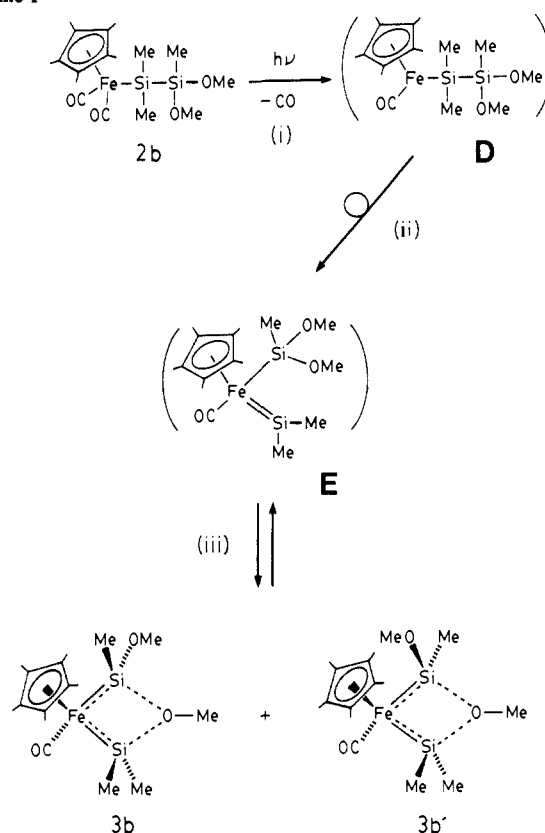 Me Me
hν
Fe—Si—Si—OMe
OC
OC
Me OMe
−CO
(i)
2b
Me Me
Fe—Si—Si—OMe
OC
Me OMe
D
(ii)
Me OMe
Si
OMe
Fe
OC
Si—Me
Me
E
(iii)
Me OMe
Si
Fe
O—Me
OC
Si
Me Me
3b
+
MeO Me
Si
Fe
O—Me
OC
Si
Me Me
3b'